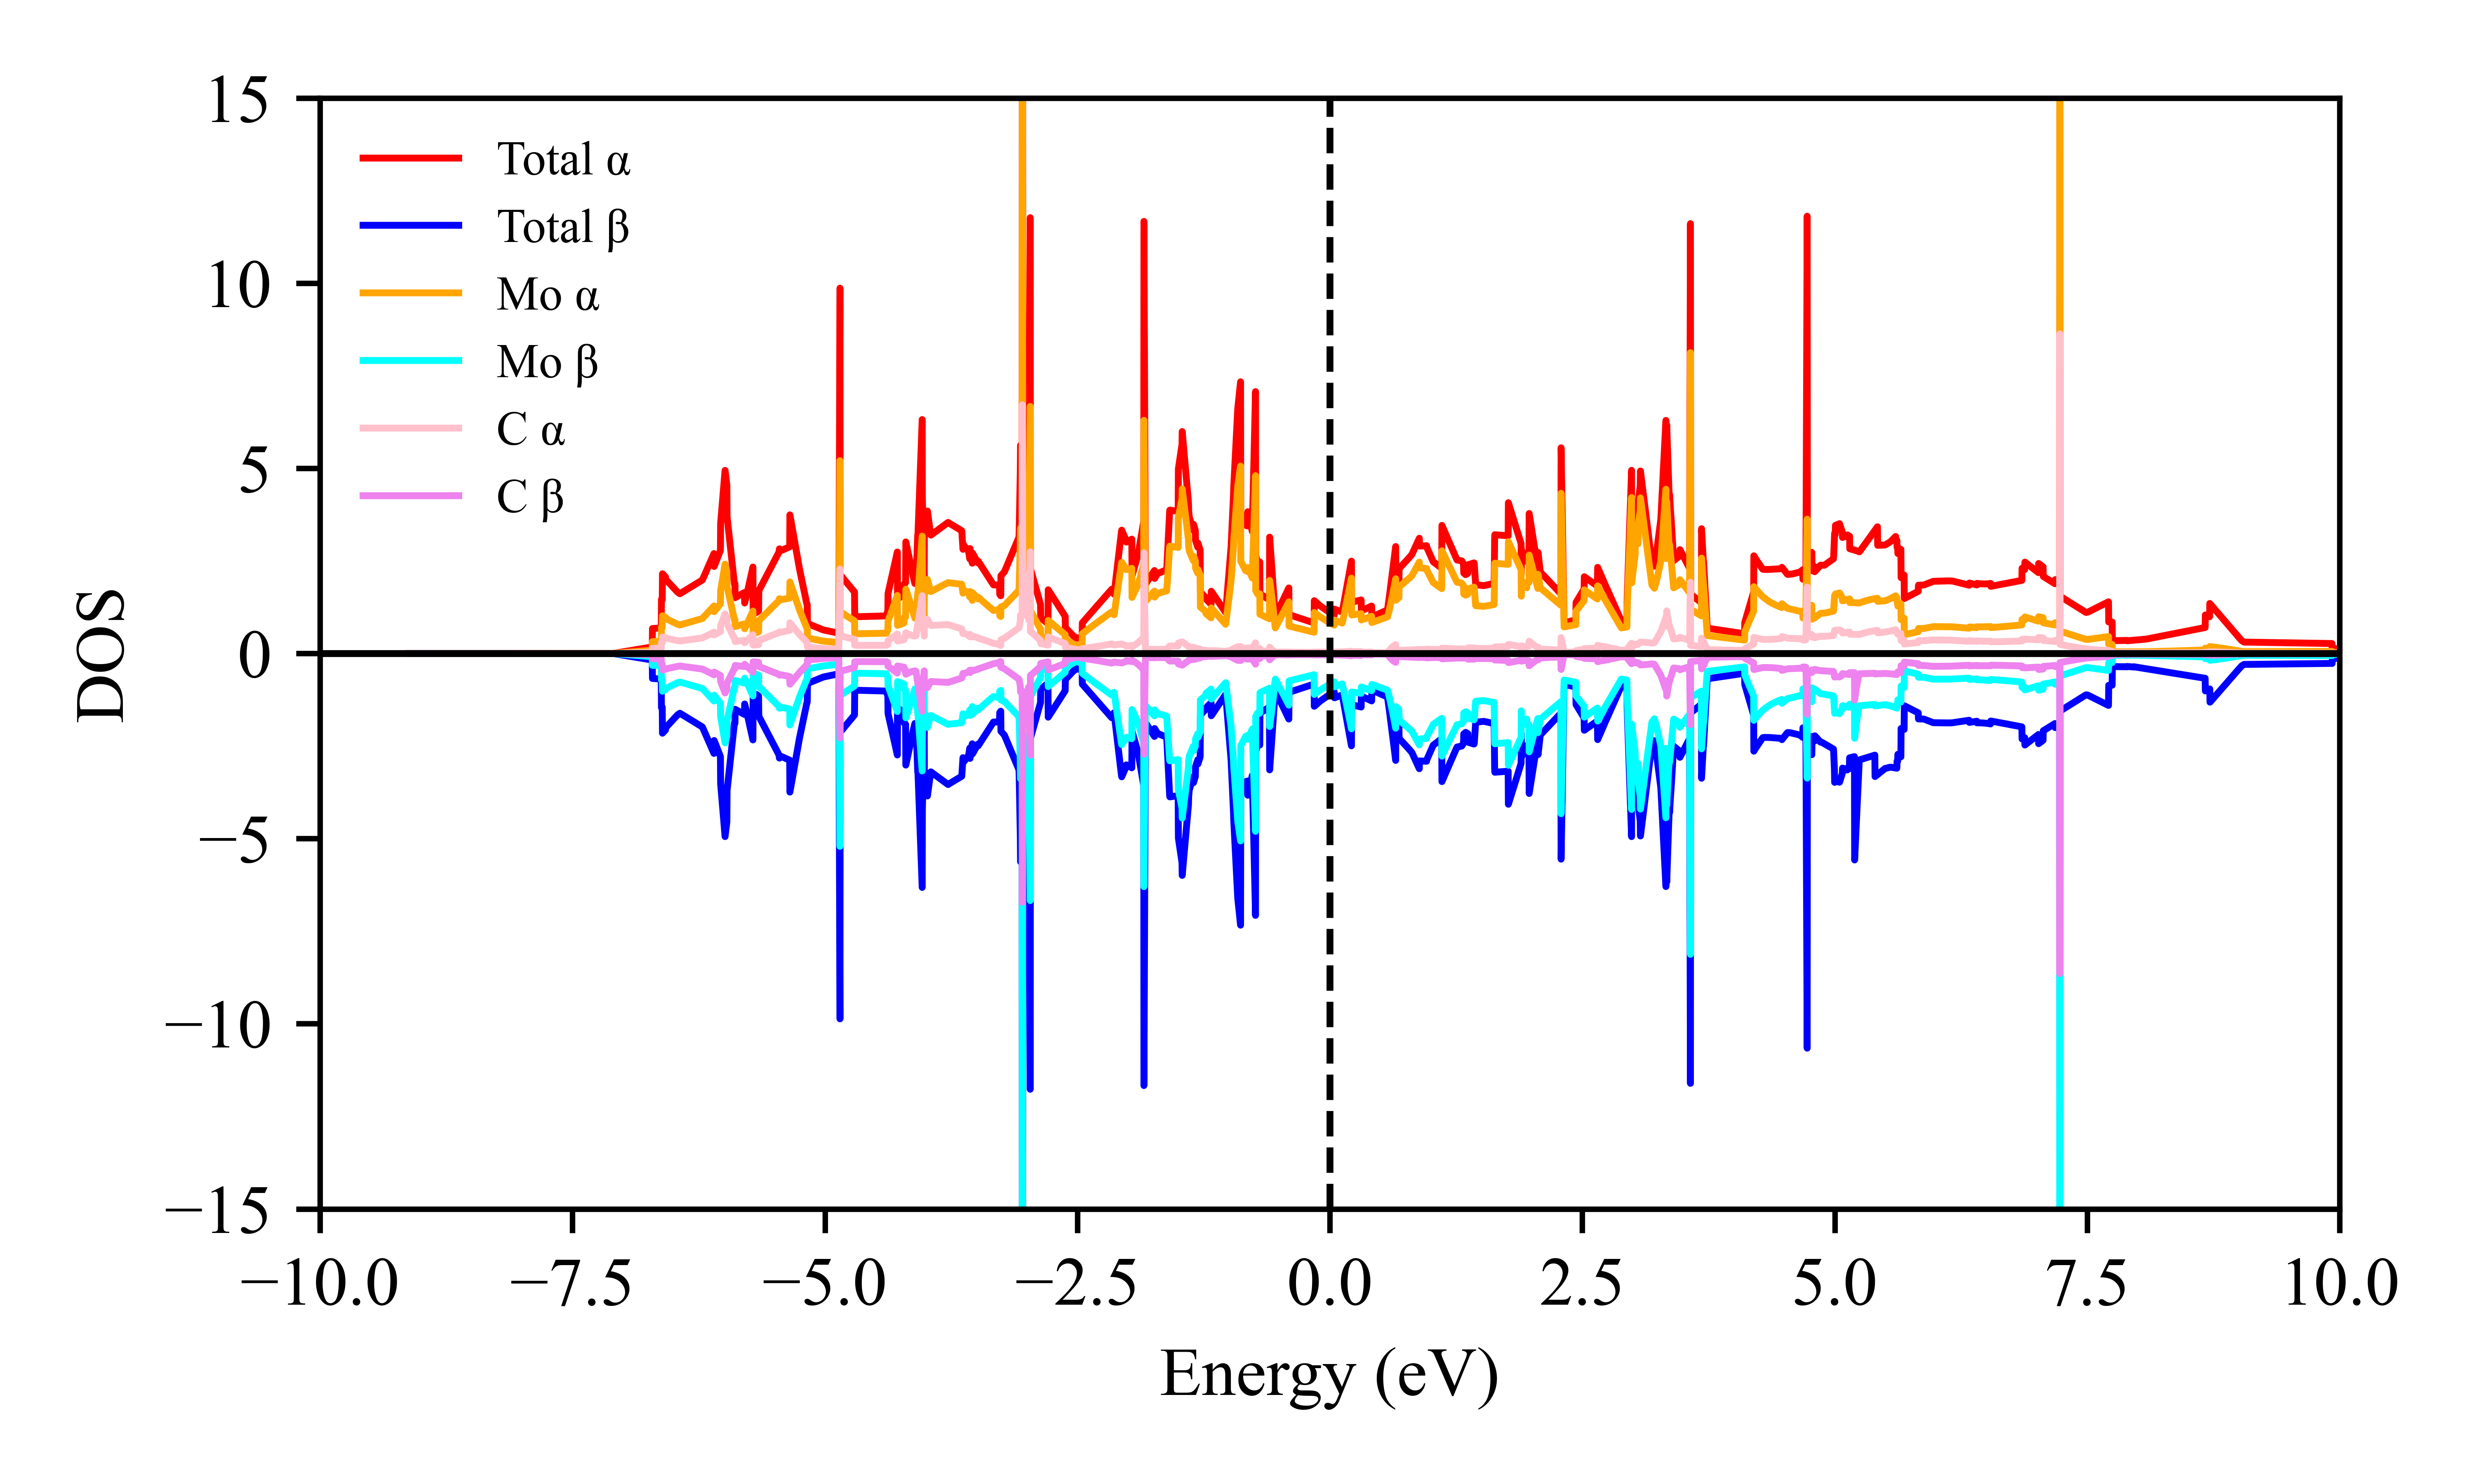 15
10
5
0
−5
−10
−15
DOS
Total α
Total β
Mo α
Mo β
C α
C β
−10.0 −7.5 −5.0 −2.5 0.0 2.5 5.0 7.5 10.0
Energy (eV)